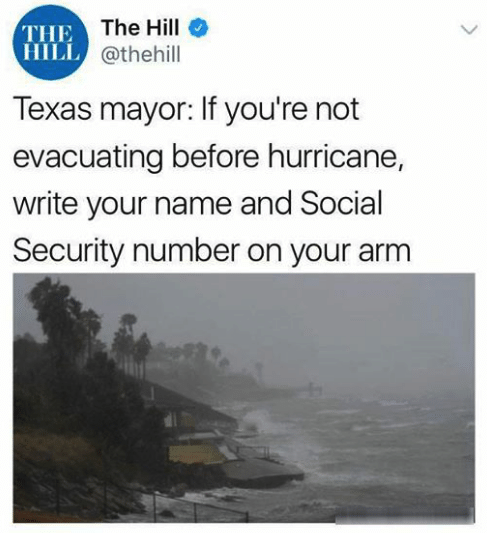 THE
HILL
The Hill
@thehill
Texas mayor: If you're not
evacuating before hurricane,
write your name and Social
Security number on your arm